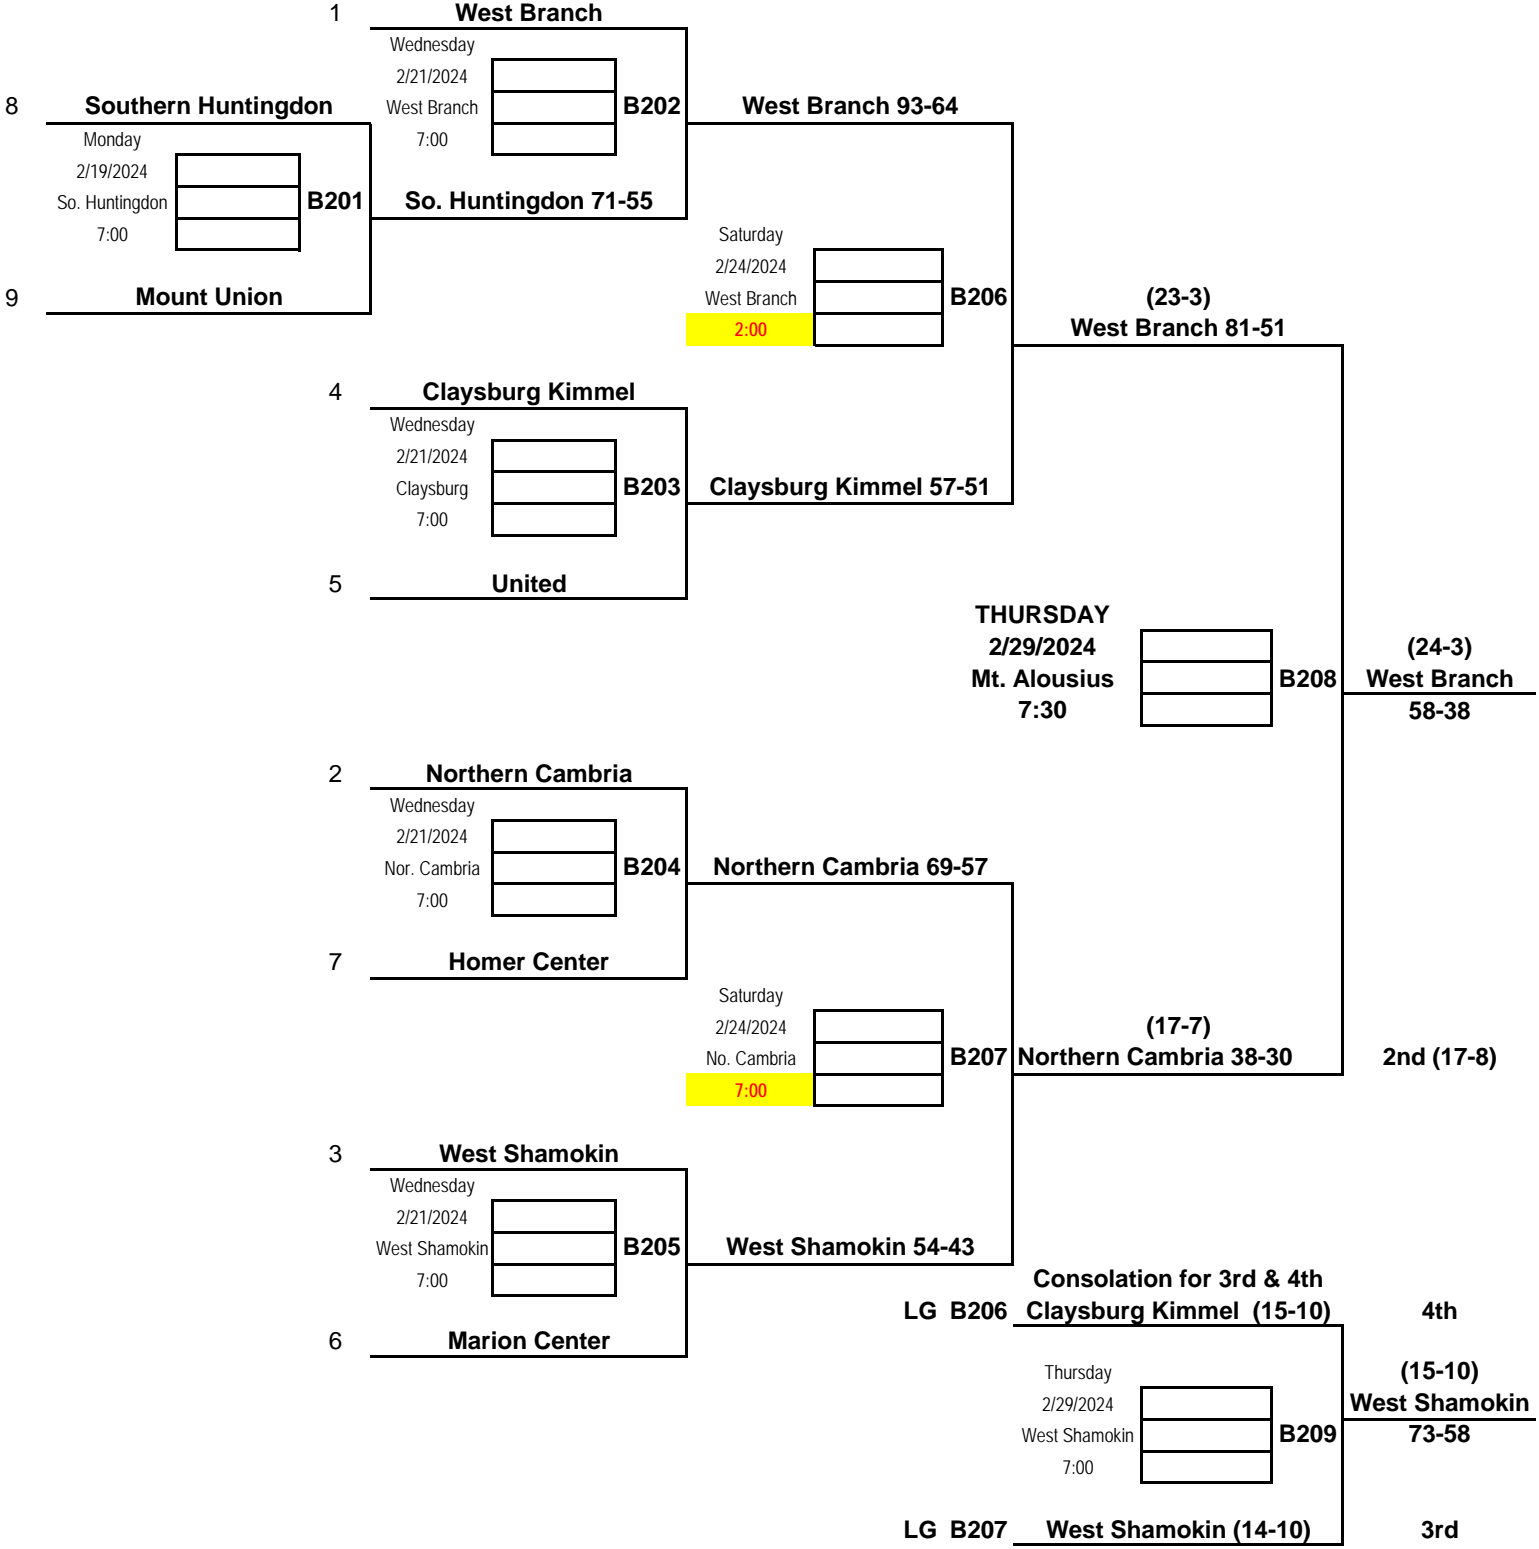 1 West Branch
Wednesday
2/21/2024
8 Southern Huntingdon West Branch B202 West Branch 93-64
Monday 7:00
2/19/2024
So. Huntingdon B201 So. Huntingdon 71-55
7:00 Saturday
2/24/2024
9 Mount Union West Branch B206 (23-3)
2:00 West Branch 81-51
4 Claysburg Kimmel
Wednesday
2/21/2024
Claysburg B203 Claysburg Kimmel 57-51
7:00
5 United
THURSDAY
2/29/2024 (24-3)
Mt. Alousius B208 West Branch
7:30 58-38
2 Northern Cambria
Wednesday
2/21/2024
Nor. Cambria B204 Northern Cambria 69-57
7:00
7 Homer Center
Saturday
2/24/2024 (17-7)
No. Cambria B207 Northern Cambria 38-30 2nd (17-8)
7:00
3 West Shamokin
Wednesday
2/21/2024
West Shamokin B205 West Shamokin 54-43
7:00 Consolation for 3rd & 4th
LG B206 Claysburg Kimmel (15-10) 4th
6 Marion Center
Thursday (15-10)
2/29/2024 West Shamokin
West Shamokin B209 73-58
7:00
LG B207 West Shamokin (14-10) 3rd